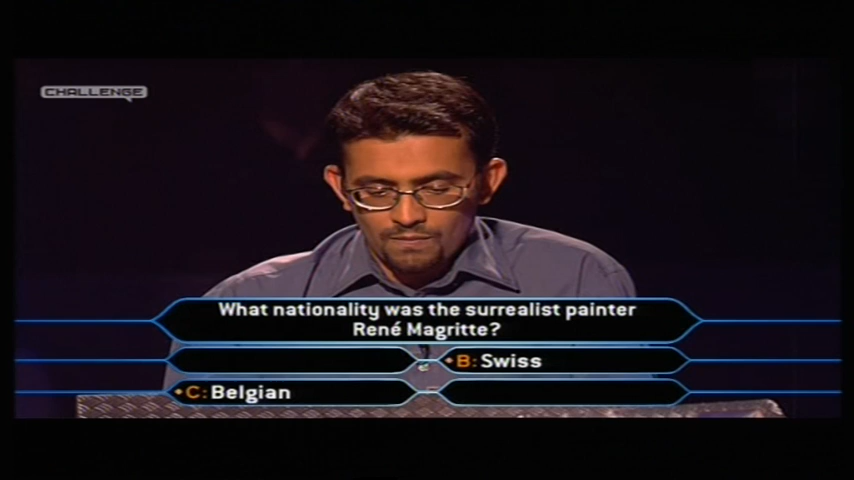 CHALLENGE
What nationality was the surrealist painter
René Magritte?
B: Swiss
C: Belgian